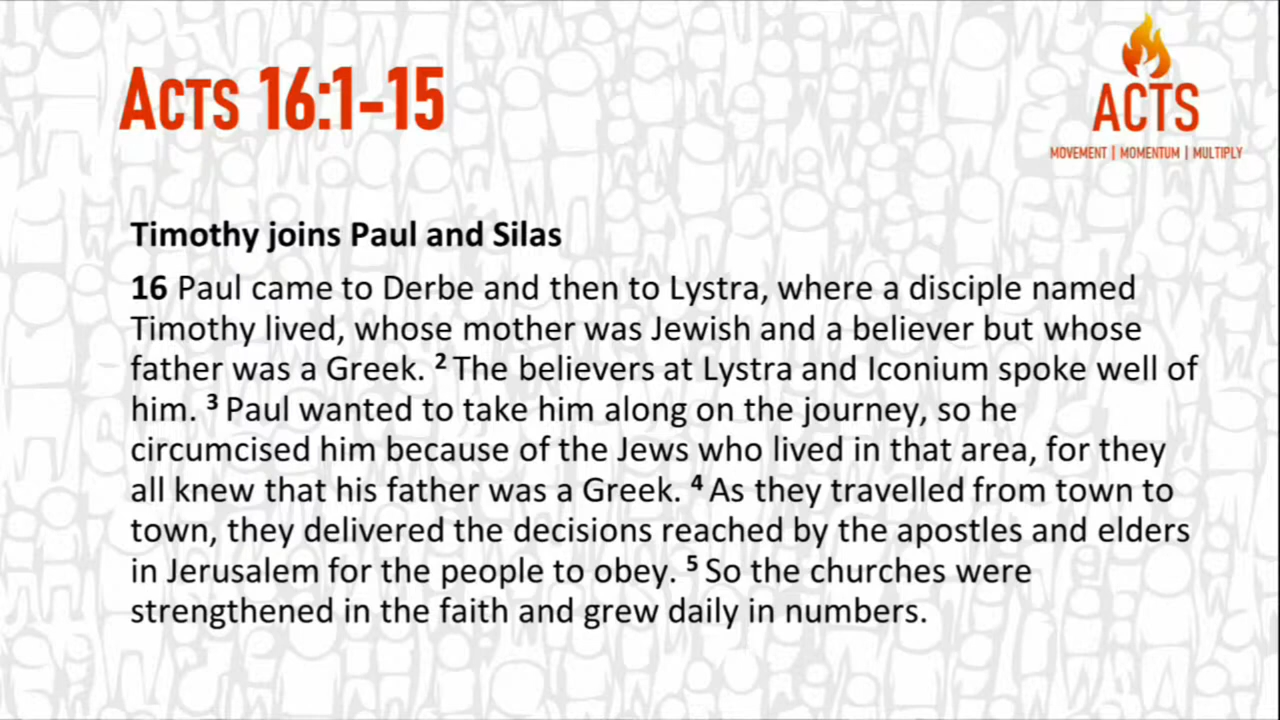 ACTS 16:1-15
ACTS
MOVEMENT | MOMENTUM | MULTIPLY
Timothy joins Paul and Silas
16 Paul came to Derbe and then to Lystra, where a disciple named
Timothy lived, whose mother was Jewish and a believer but whose
father was a Greek. 2 The believers at Lystra and Iconium spoke well of
him. 3 Paul wanted to take him along on the journey, so he
circumcised him because of the Jews who lived in that area, for they
all knew that his father was a Greek. 4 As they travelled from town to
town, they delivered the decisions reached by the apostles and elders
in Jerusalem for the people to obey. 5 So the churches were
strengthened in the faith and grew daily in numbers.